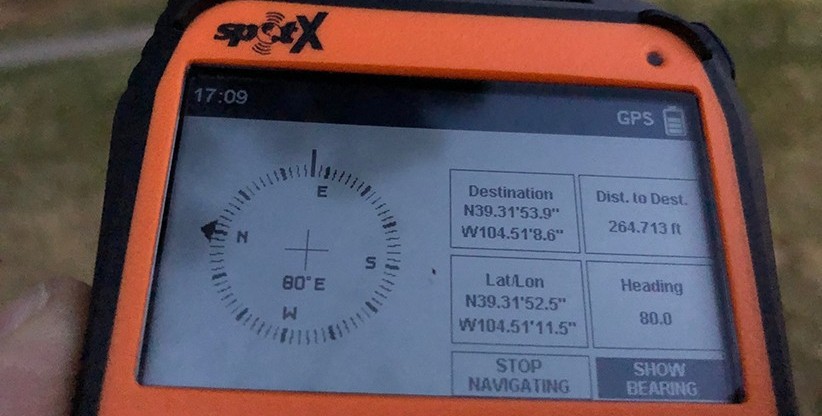 spotX
17:09
GPS
E
N
S
80°E
W
Destination
N39.31'53.9"
W104.51'8.6"
Dist. to Dest.
264.713 ft
Lat/Lon
N39.31'52.5"
W104.51'11.5"
Heading
80.0
STOP
NAVIGATING
SHOW
BEARING